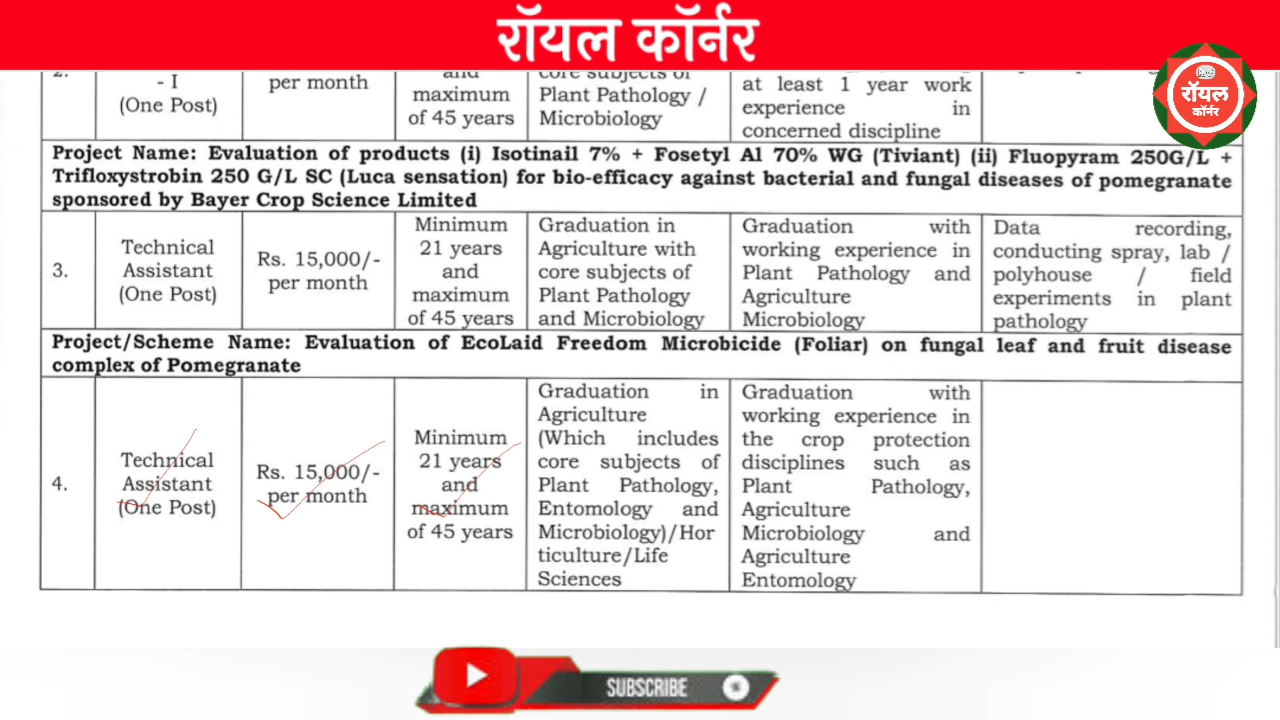 रॉयल कॉर्नर
रॉयल
कॉर्नर
2.
- I
(One Post)
per month
and
maximum
of 45 years
core subjects of
Plant Pathology /
Microbiology
at least 1 year work
experience in
concerned discipline
Project Name: Evaluation of products (i) Isotinail 7% + Fosetyl Al 70% WG (Tiviant) (ii) Fluopyram 250G/L +
Trifloxystrobin 250 G/L SC (Luca sensation) for bio-efficacy against bacterial and fungal diseases of pomegranate
sponsored by Bayer Crop Science Limited
3.
Technical
Assistant
(One Post)
Rs. 15,000/-
per month
Minimum
21 years
and
maximum
of 45 years
Graduation in
Agriculture with
core subjects of
Plant Pathology
and Microbiology
Graduation with
working experience in
Plant Pathology and
Agriculture
Microbiology
Data recording,
conducting spray, lab /
polyhouse / field
experiments in plant
pathology
Project/Scheme Name: Evaluation of EcoLaid Freedom Microbicide (Foliar) on fungal leaf and fruit disease
complex of Pomegranate
4.
Technical
Assistant
(One Post)
Rs. 15,000/-
per month
Minimum
21 years
and
maximum
of 45 years
Graduation in
Agriculture
(Which includes
core subjects of
Plant Pathology,
Entomology and
Microbiology)/Hor
ticulture/Life
Sciences
Graduation with
working experience in
the crop protection
disciplines such as
Plant Pathology,
Agriculture
Microbiology and
Agriculture
Entomology
SUBSCRIBE